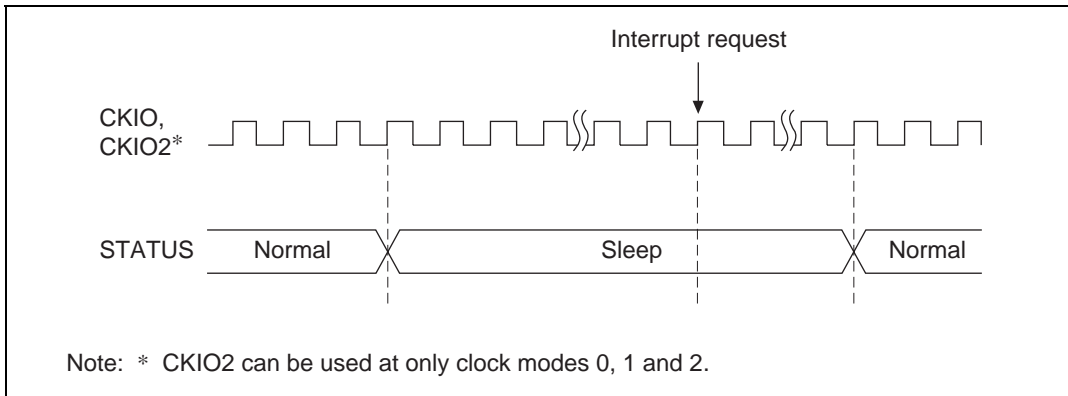 Interrupt request
CKIO,
CKIO2*
STATUS Normal Sleep Normal
Note: * CKIO2 can be used at only clock modes 0, 1 and 2.